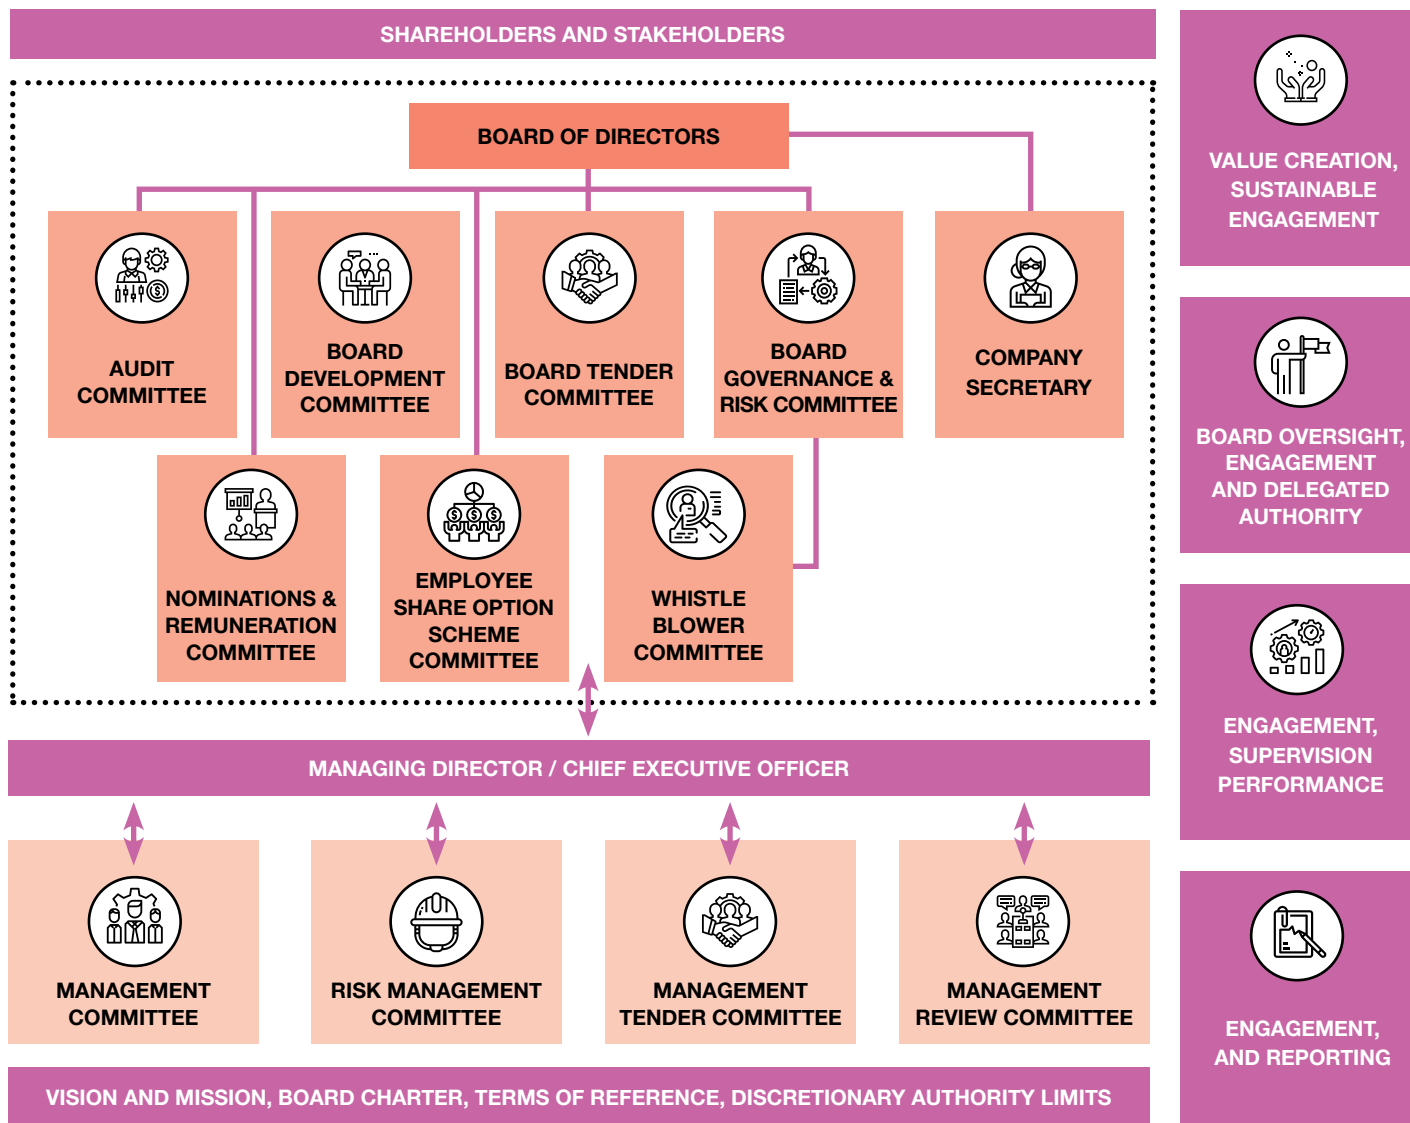 SHAREHOLDERS AND STAKEHOLDERS
BOARD OF DIRECTORS
AUDIT
COMMITTEE
BOARD
DEVELOPMENT
COMMITTEE
BOARD TENDER
COMMITTEE
BOARD
GOVERNANCE &
RISK COMMITTEE
COMPANY
SECRETARY
NOMINATIONS &
REMUNERATION
COMMITTEE
EMPLOYEE
SHARE OPTION
SCHEME
COMMITTEE
WHISTLE
BLOWER
COMMITTEE
MANAGING DIRECTOR / CHIEF EXECUTIVE OFFICER
MANAGEMENT
COMMITTEE
RISK MANAGEMENT
COMMITTEE
MANAGEMENT
TENDER COMMITTEE
MANAGEMENT
REVIEW COMMITTEE
VISION AND MISSION, BOARD CHARTER, TERMS OF REFERENCE, DISCRETIONARY AUTHORITY LIMITS
VALUE CREATION,
SUSTAINABLE
ENGAGEMENT
BOARD OVERSIGHT,
ENGAGEMENT
AND DELEGATED
AUTHORITY
ENGAGEMENT,
SUPERVISION
PERFORMANCE
ENGAGEMENT,
AND REPORTING